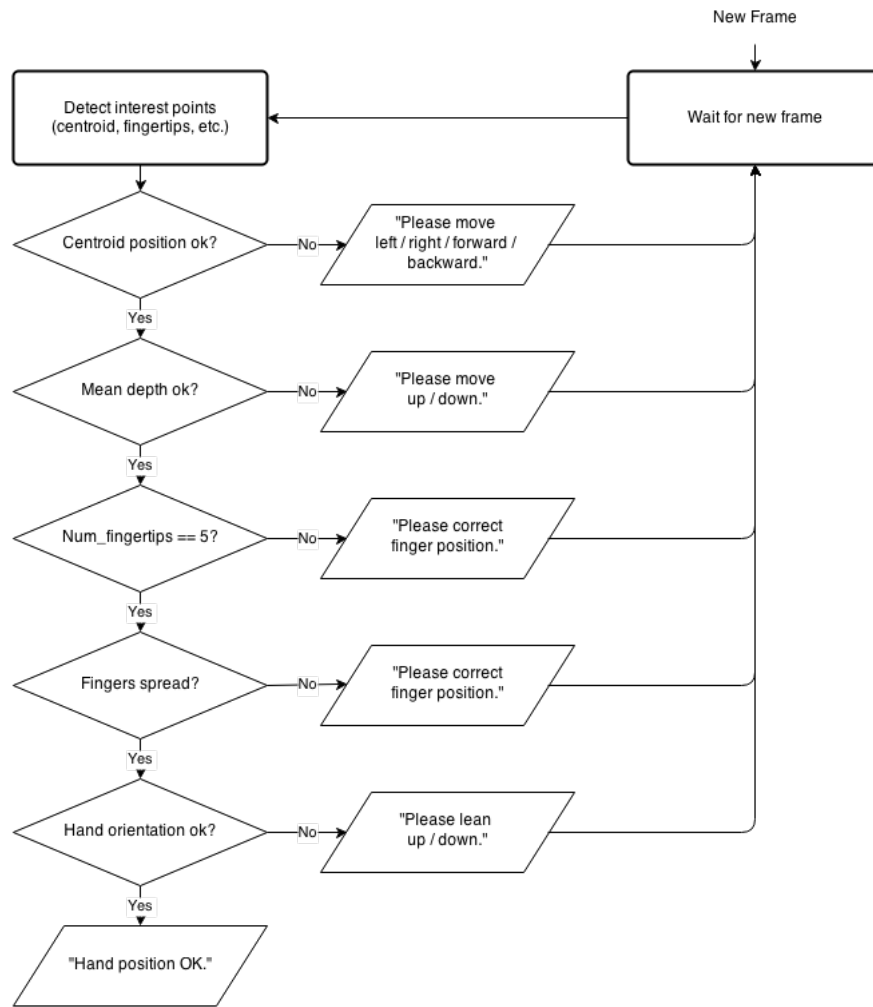 New Frame
Detect interest points
(centroid, fingertips, etc.)
Wait for new frame
Centroid position ok?
No
"Please move
left / right / forward /
backward."
Yes
Mean depth ok?
No
"Please move
up / down."
Yes
Num_fingertips == 5?
No
"Please correct
finger position."
Yes
Fingers spread?
No
"Please correct
finger position."
Yes
Hand orientation ok?
No
"Please lean
up / down."
Yes
"Hand position OK."